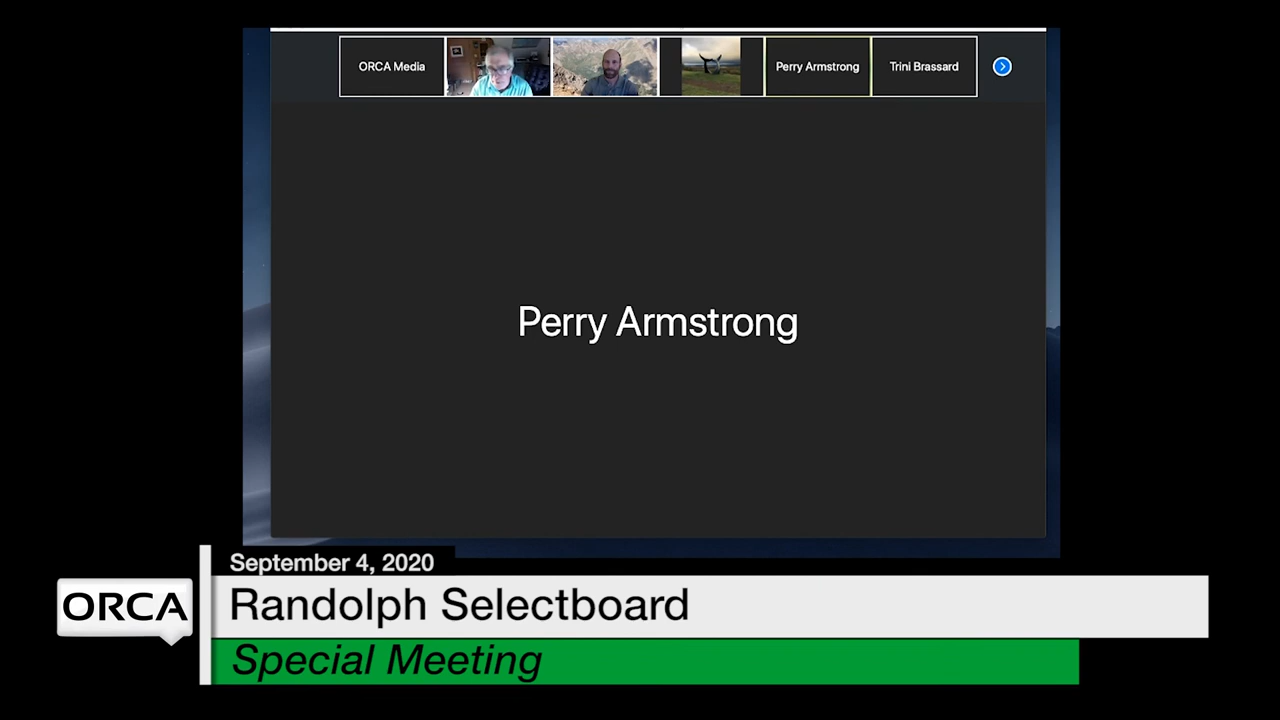 ORCA Media
Perry Armstrong
Trini Brassard
Perry Armstrong
September 4, 2020
ORCA
Randolph Selectboard
Special Meeting